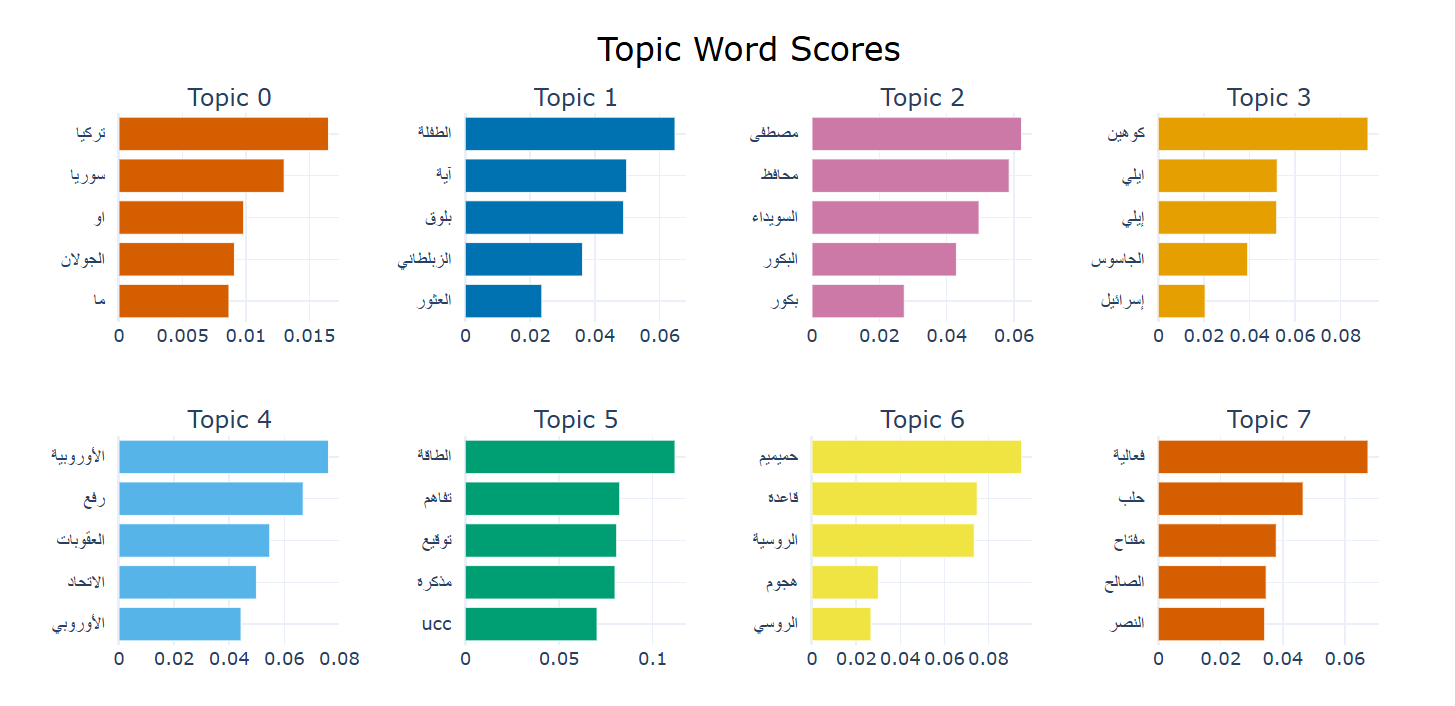 Topic Word Scores
Topic 0
تركيا
سوريا
او
الجولان
ما
0 0.005 0.01 0.015
Topic 1
الطفلة
آية
بلوق
الزبلطاني
العثور
0 0.02 0.04 0.06
Topic 2
مصطفى
محافظ
السويداء
البكور
بكور
0 0.02 0.04 0.06
Topic 3
كوهين
ايلي
إيلي
الجاسوس
إسرائيل
0 0.02 0.04 0.06 0.08
Topic 4
الأوروبية
رفع
العقوبات
الاتحاد
الأوروبي
0 0.02 0.04 0.06 0.08
Topic 5
الطاقة
تفاهم
توقيع
مذكرة
ucc
0 0.05 0.1
Topic 6
حميميم
قاعدة
الروسية
هجوم
الروسي
0 0.02 0.04 0.06 0.08
Topic 7
فعالية
حلب
مفتاح
الصالح
النصر
0 0.02 0.04 0.06